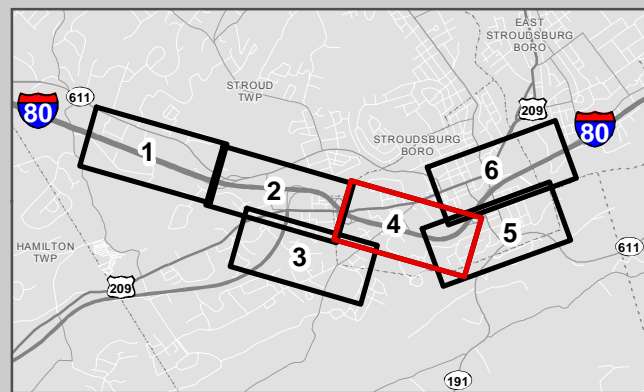 EAST
STROUDSBURG
BORO
611
80
209
80
STROUD
TWP
STROUDSBURG
BORO
1
6
2
4
5
3
HAMILTON
TWP
611
209
191